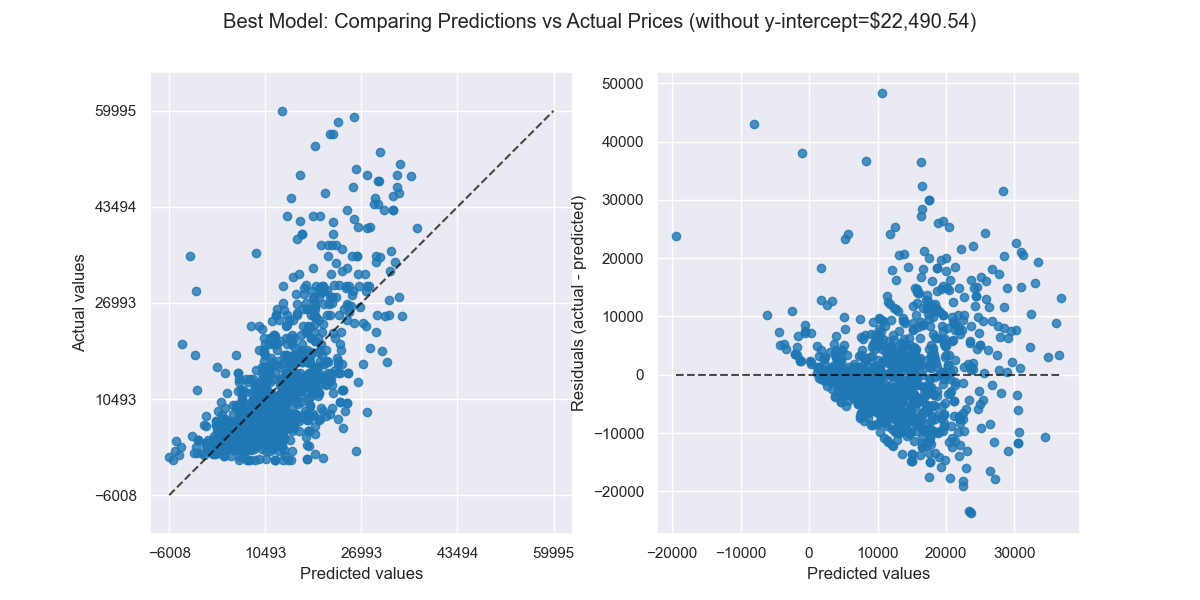 Best Model: Comparing Predictions vs Actual Prices (without y-intercept=$22,490.54)
Actual values
59995
43494
26993
10493
−6008
−6008 10493 26993 43494 59995
Predicted values
Residuals (actual - predicted)
50000
40000
30000
20000
10000
0
−10000
−20000
−20000 −10000 0 10000 20000 30000
Predicted values